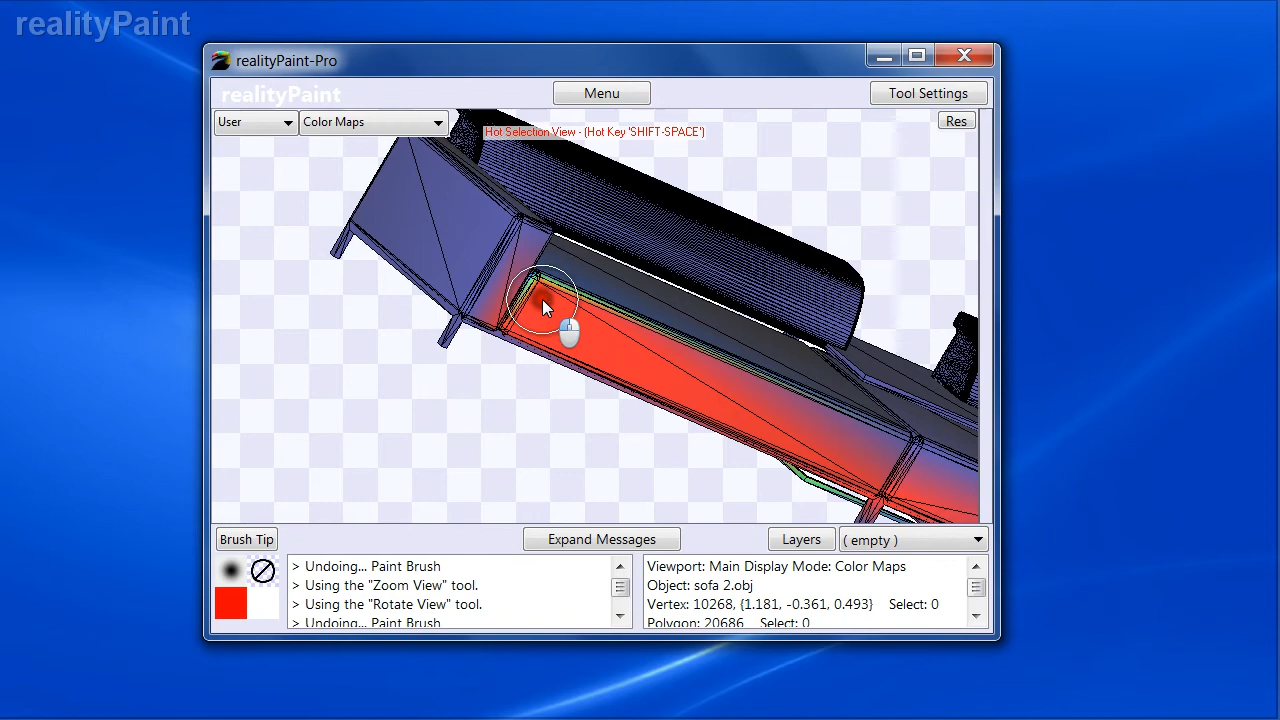 realityPaint
realityPaint-Pro
realityPaint
Menu
Tool Settings
User
Color Maps
Hot Selection View - (Hot Key 'SHIFT-SPACE')
Res
Brush Tip
Expand Messages
Layers
( empty )
> Undoing... Paint Brush
> Using the "Zoom View" tool.
> Using the "Rotate View" tool.
> Undoing... Paint Brush
Viewport: Main Display Mode: Color Maps
Object: sofa 2.obj
Vertex: 10268, {1.181, -0.361, 0.493} Select: 0
Polygon: 20686 Select: 0